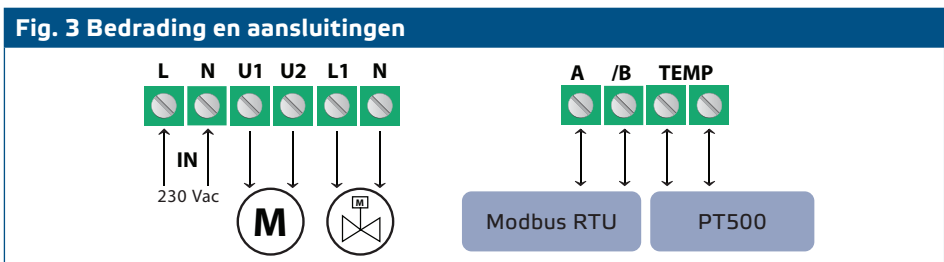 Fig. 3 Bedrading en aansluitingen
L N U1 U2 L1 N
A /B TEMP
IN
230 Vac
M
M
Modbus RTU
PT500